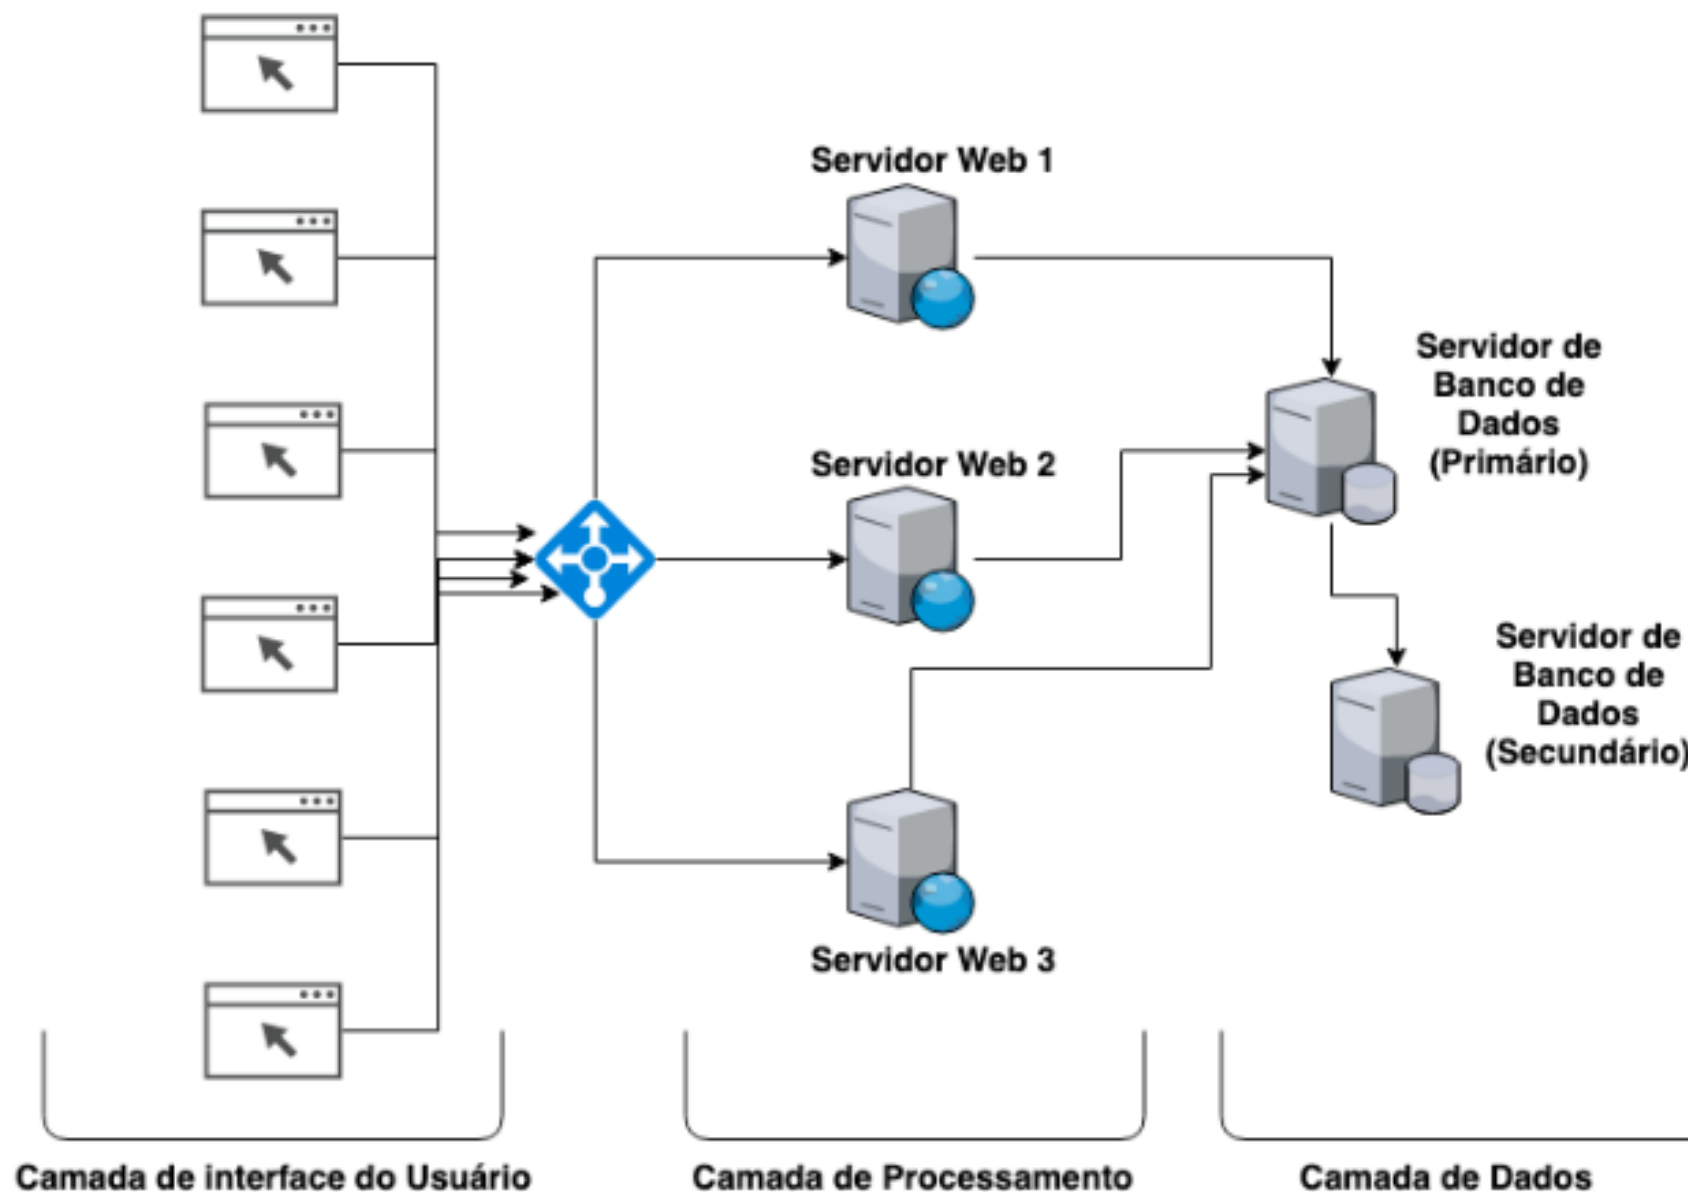 Servidor Web 1
Servidor de
Banco de
Dados
(Primário)
Servidor Web 2
Servidor de
Banco de
Dados
(Secundário)
Servidor Web 3
Camada de interface do Usuário
Camada de Processamento
Camada de Dados